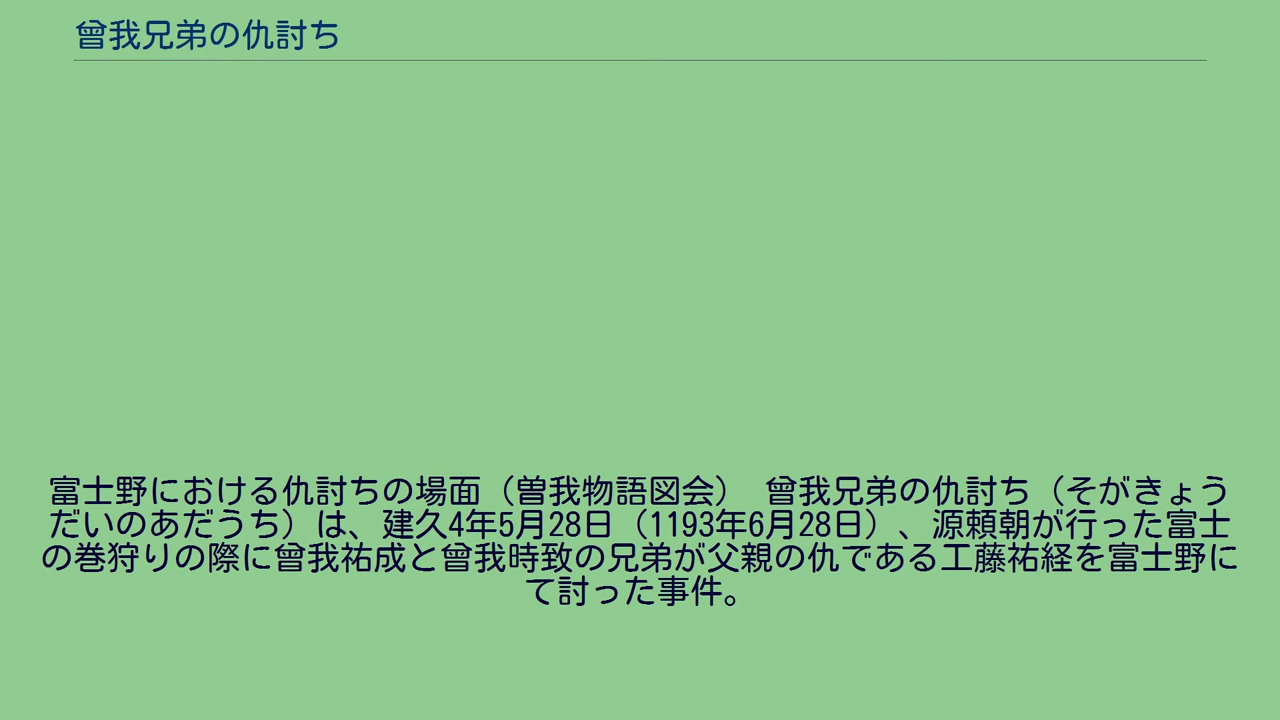 曾我兄弟の仇討ち
富士野における仇討ちの場面（曽我物語図会） 曾我兄弟の仇討ち（そがきょう
だいのあだうち）は、建久4年5月28日（1193年6月28日）、源頼朝が行った富士
の巻狩りの際に曾我祐成と曾我時致の兄弟が父親の仇である工藤祐経を富士野に
て討った事件。